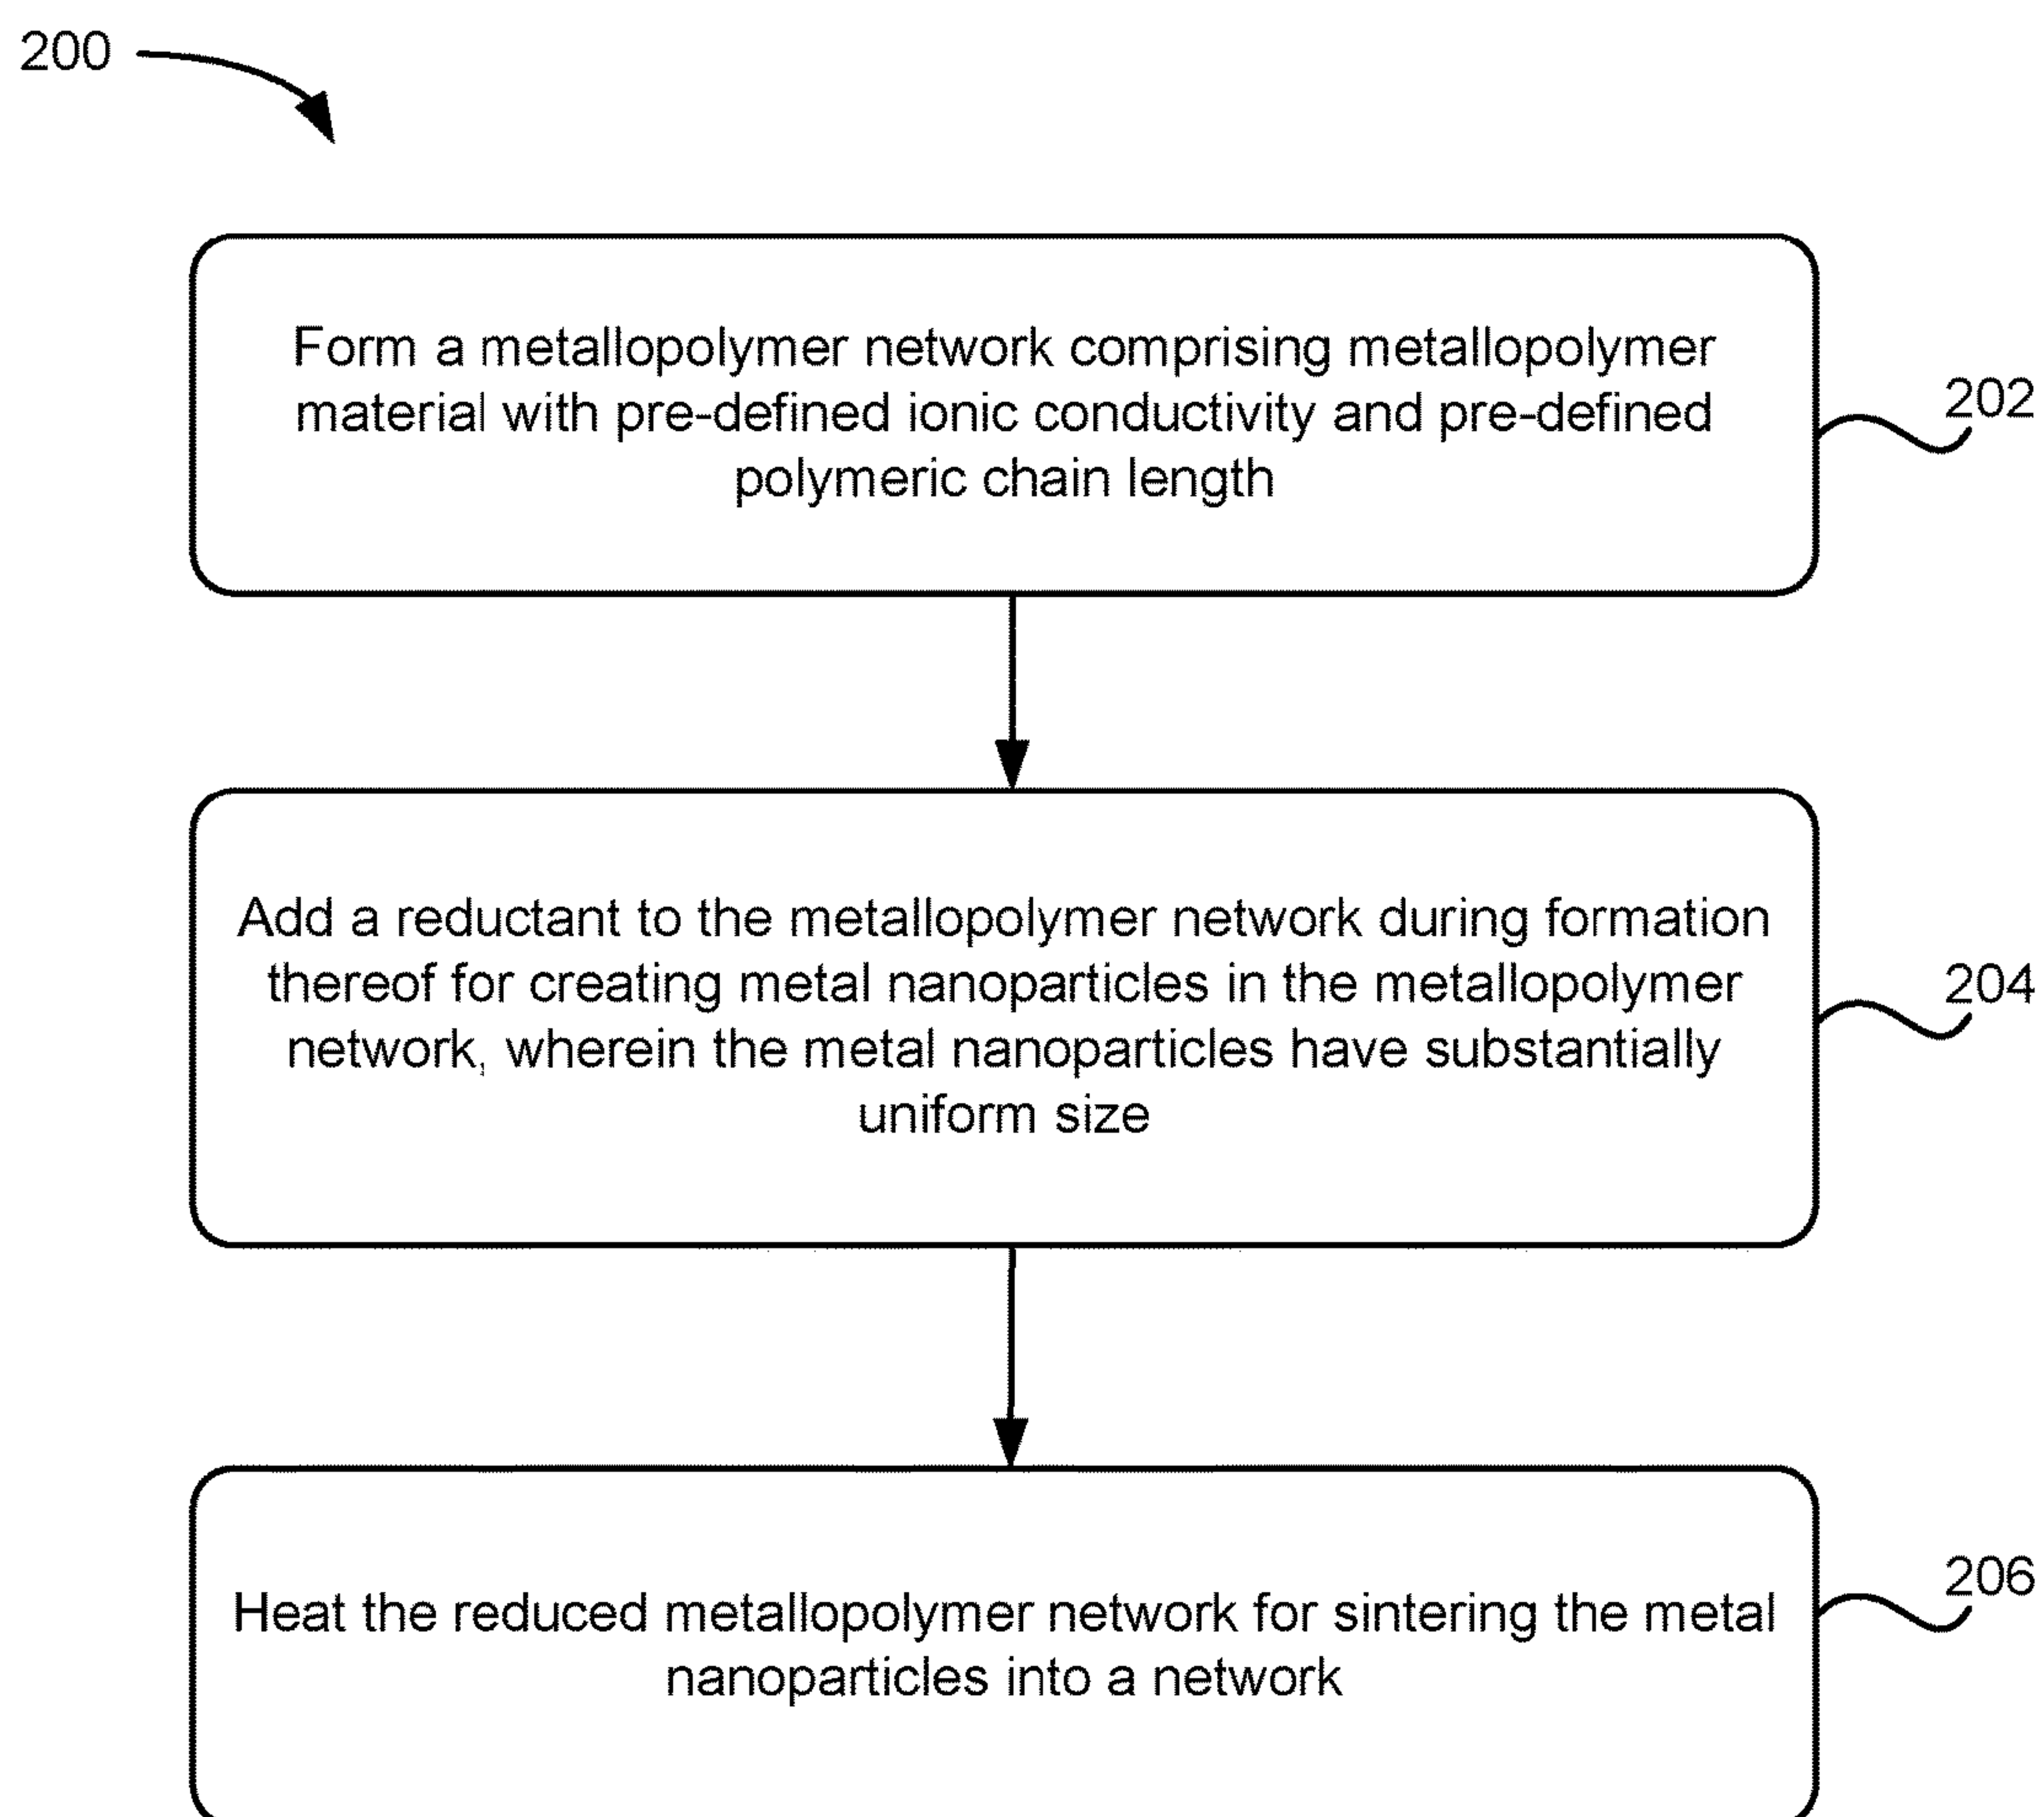 200
Form a metallopolymer network comprising metallopolymer
material with pre-defined ionic conductivity and pre-defined
polymeric chain length
202
Add a reductant to the metallopolymer network during formation
thereof for creating metal nanoparticles in the metallopolymer
network, wherein the metal nanoparticles have substantially
uniform size
204
Heat the reduced metallopolymer network for sintering the metal
nanoparticles into a network
206